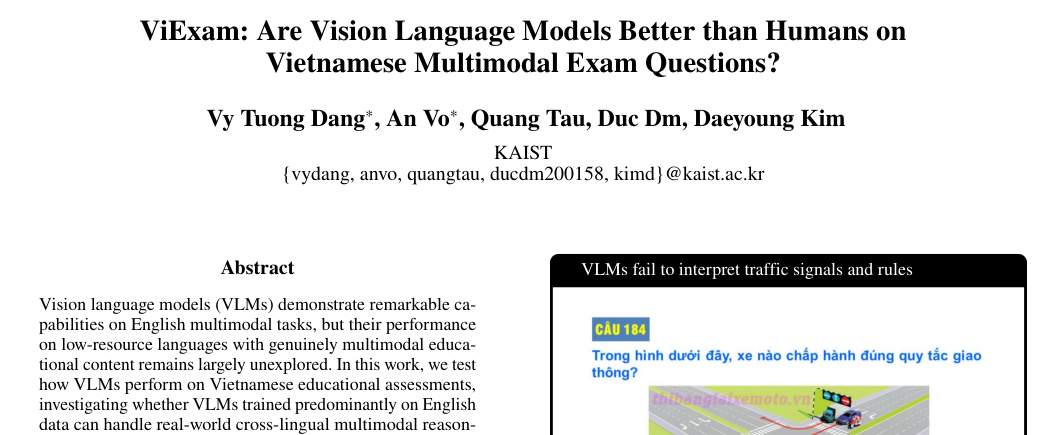 ViExam: Are Vision Language Models Better than Humans on
Vietnamese Multimodal Exam Questions?
Vy Tuong Dang*, An Vo*, Quang Tau, Duc Dm, Daeyoung Kim
KAIST
{vydang, anvo, quangtau, ducdm200158, kimd}@kaist.ac.kr
Abstract
Vision language models (VLMs) demonstrate remarkable ca-
pabilities on English multimodal tasks, but their performance
on low-resource languages with genuinely multimodal educa-
tional content remains largely unexplored. In this work, we test
how VLMs perform on Vietnamese educational assessments,
investigating whether VLMs trained predominantly on English
data can handle real-world cross-lingual multimodal reason-
VLMs fail to interpret traffic signals and rules
CÂU 184
Trong hình dưới đây, xe nào chấp hành đúng quy tắc giao
thông?
thibanglaixemoto.vn